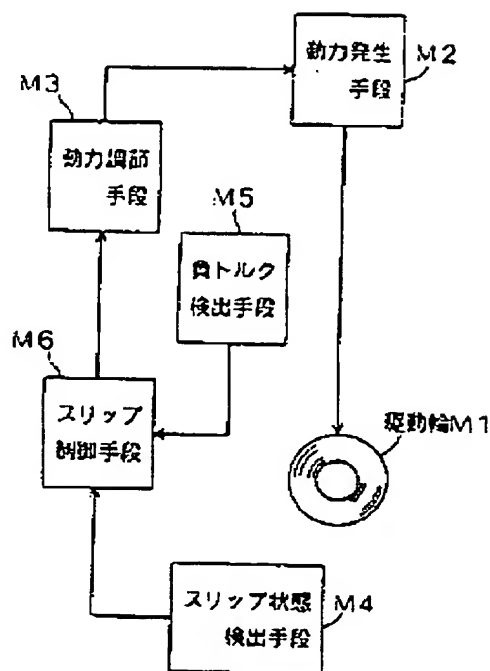 動力発生
手段
M2
M3
動力調節
手段
M5
負トルク
検出手段
M6
スリップ
制御手段
駆動輪M1
スリップ状態
検出手段
M4